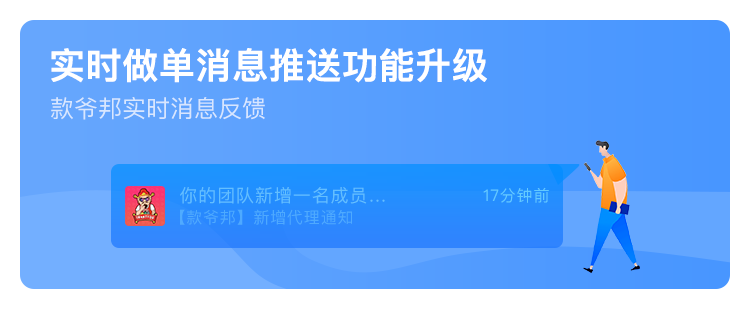 实时做单消息推送功能升级
款爷邦实时消息反馈
你的团队新增一名成员... 17分钟前
【款爷邦】新增代理通知